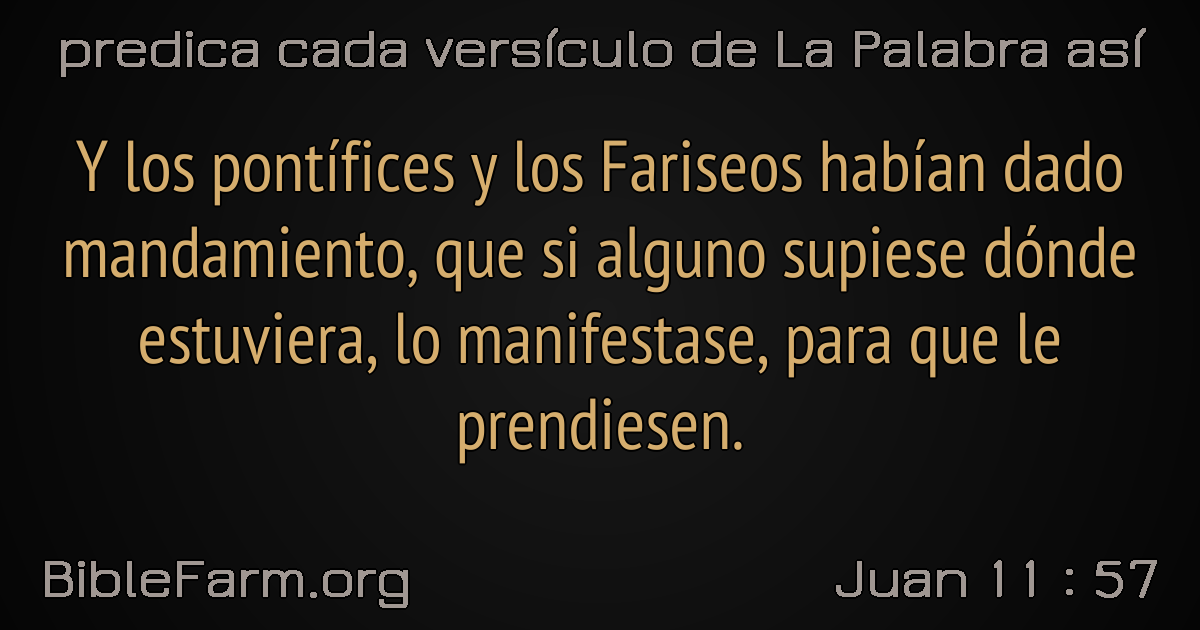 predica cada versículo de La Palabra así
Y los pontífices y los Fariseos habían dado
mandamiento, que si alguno supiese dónde
estuviera, lo manifestase, para que le
prendiesen.
BibleFarm.org
Juan 11 : 57